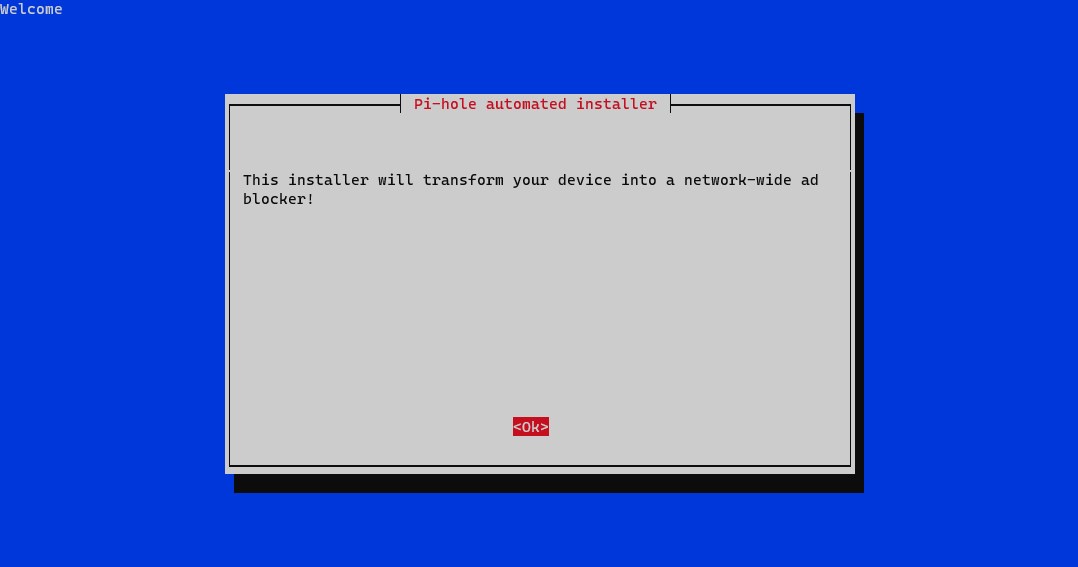 Welcome
Pi-hole automated installer
This installer will transform your device into a network-wide ad
blocker!
<Ok>